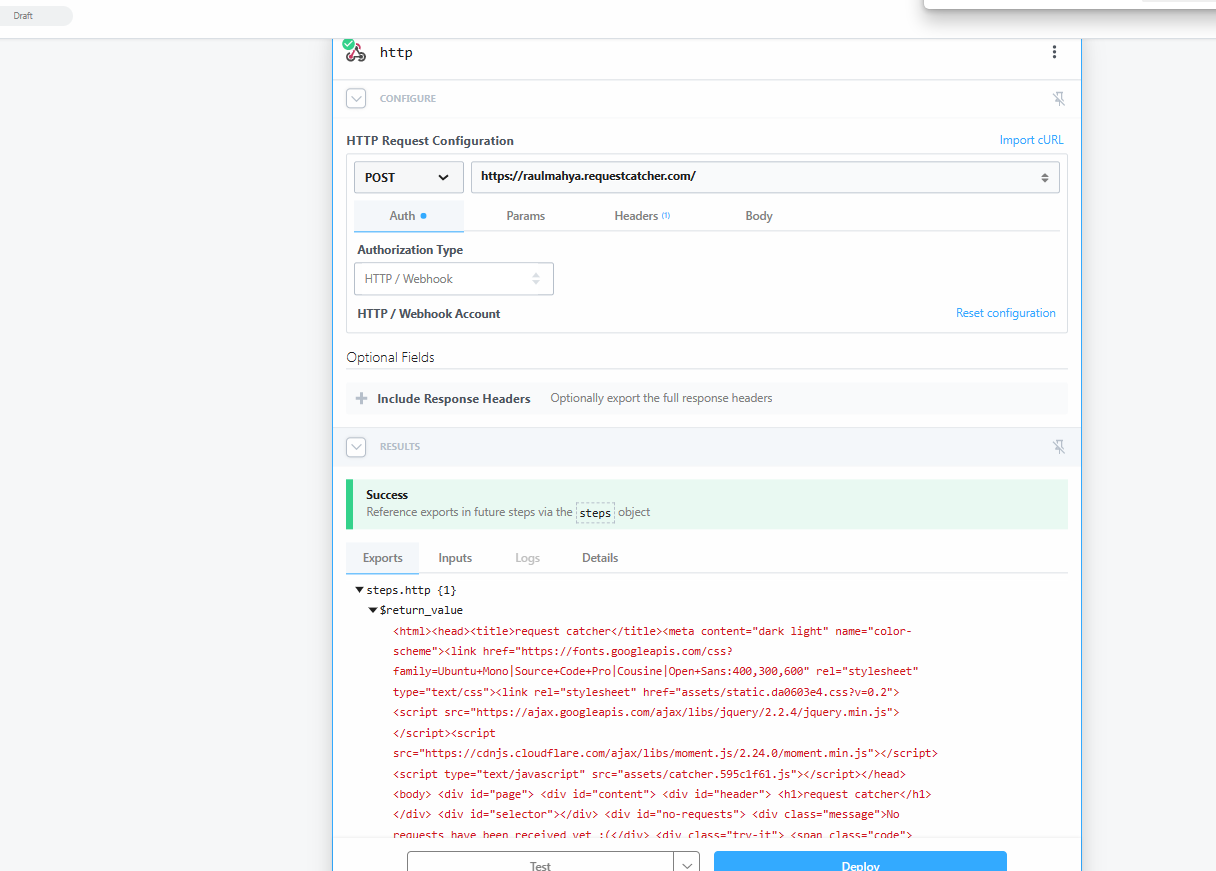 Draft
http
CONFIGURE
HTTP Request Configuration
Import cURL
POST
https://raulmahya.requestcatcher.com/
Auth
Params
Headers (1)
Body
Authorization Type
HTTP / Webhook
HTTP / Webhook Account
Reset configuration
Optional Fields
Include Response Headers
Optionally export the full response headers
RESULTS
Success
Reference exports in future steps via the steps object
Exports
Inputs
Logs
Details
steps.http {1}
$return_value
<html><head><title>request catcher</title><meta content="dark light" name="color-
scheme"><link href="https://fonts.googleapis.com/css?
family=Ubuntu+Mono|Source+Code+Pro|Cousine|Open+Sans:400,300,600" rel="stylesheet"
type="text/css"><link rel="stylesheet" href="assets/static.da0603e4.css?v=0.2">
<script src="https://ajax.googleapis.com/ajax/libs/jquery/2.2.4/jquery.min.js">
</script><script
src="https://cdnjs.cloudflare.com/ajax/libs/moment.js/2.24.0/moment.min.js"></script>
<script type="text/javascript" src="assets/catcher.595c1f61.js"></script></head>
<body> <div id="page"> <div id="content"> <div id="header"> <h1>request catcher</h1>
</div> <div id="selector"></div> <div id="no-requests"> <div class="message">No
requests have been received yet :(</div> <div class="try-it"> <span class="code">
Test
Deploy